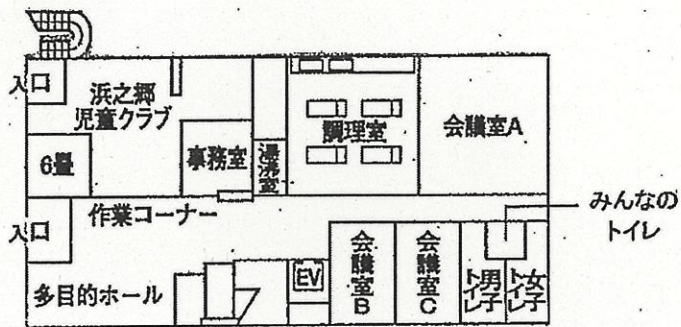 入口
浜之郷
児童クラブ
6畳
事務室
湯沸室
調理室
会議室A
作業コーナー
入口
多目的ホール
EV
会議室B
会議室C
男子トイレ
女子トイレ
みんなの
トイレ